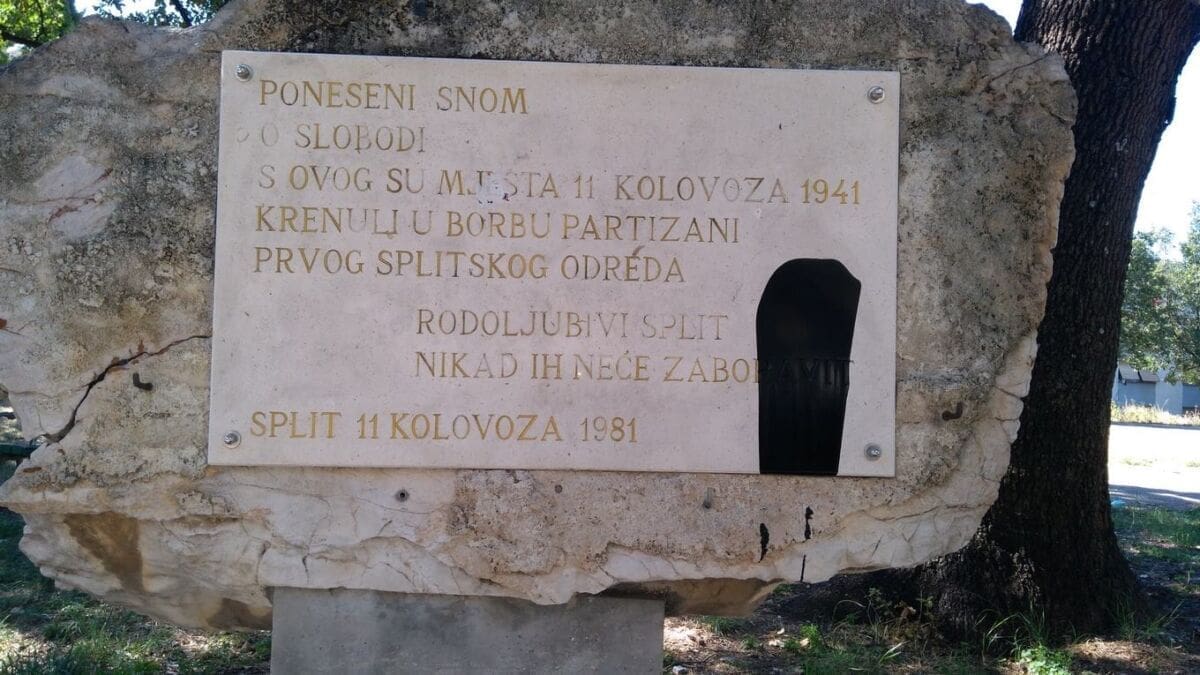 PONESENI SNOM
O SLOBODI
S OVOG SU MJESTA 11 KOLOVOZA 1941
KRENULI U BORBU PARTIZANI
PRVOG SPLITSKOG ODREDA
RODOLJUBIVI SPLIT
NIKAD IH NEĆE ZABORAVIT
SPLIT 11 KOLOVOZA 1981